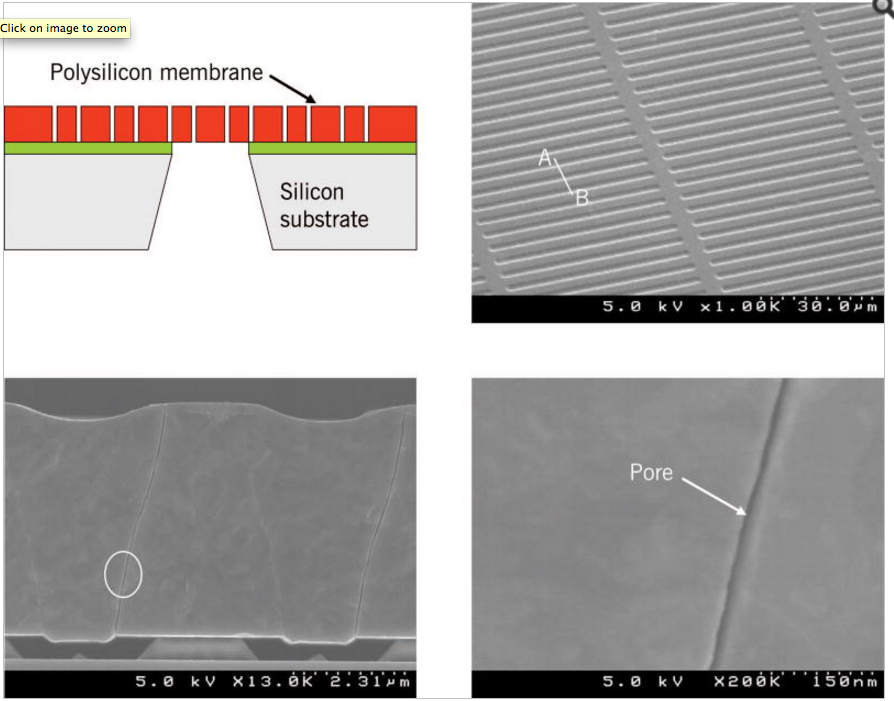 Click on image to zoom
Polysilicon membrane
Silicon
substrate
A
B
5.0 kV x1.00K 30.0µm
5.0 kV X13.0K 2.31µm
Pore
5.0 kV X200K 150nm